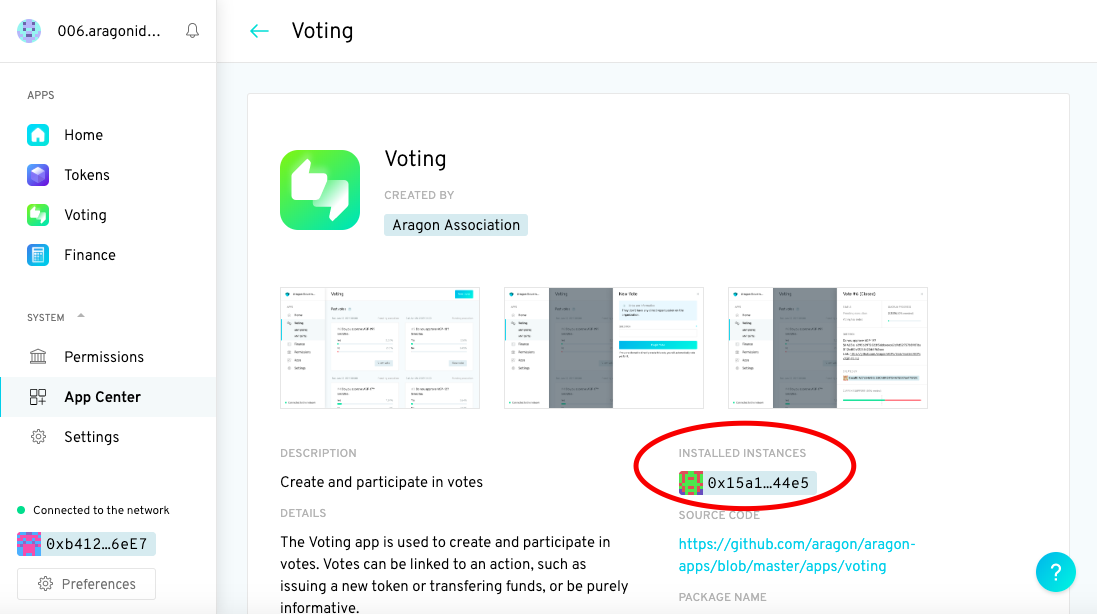 006.aragonid...
Voting
APPS
Home
Tokens
Voting
Finance
SYSTEM
Permissions
App Center
Settings
Connected to the network
0xb412…6eE7
Preferences
Voting
CREATED BY
Aragon Association
DESCRIPTION
Create and participate in votes
DETAILS
The Voting app is used to create and participate in
votes. Votes can be linked to an action, such as
issuing a new token or transfering funds, or be purely
informative.
INSTALLED INSTANCES
0x15a1…44e5
SOURCE CODE
https://github.com/aragon/aragon-
apps/blob/master/apps/voting
PACKAGE NAME
?